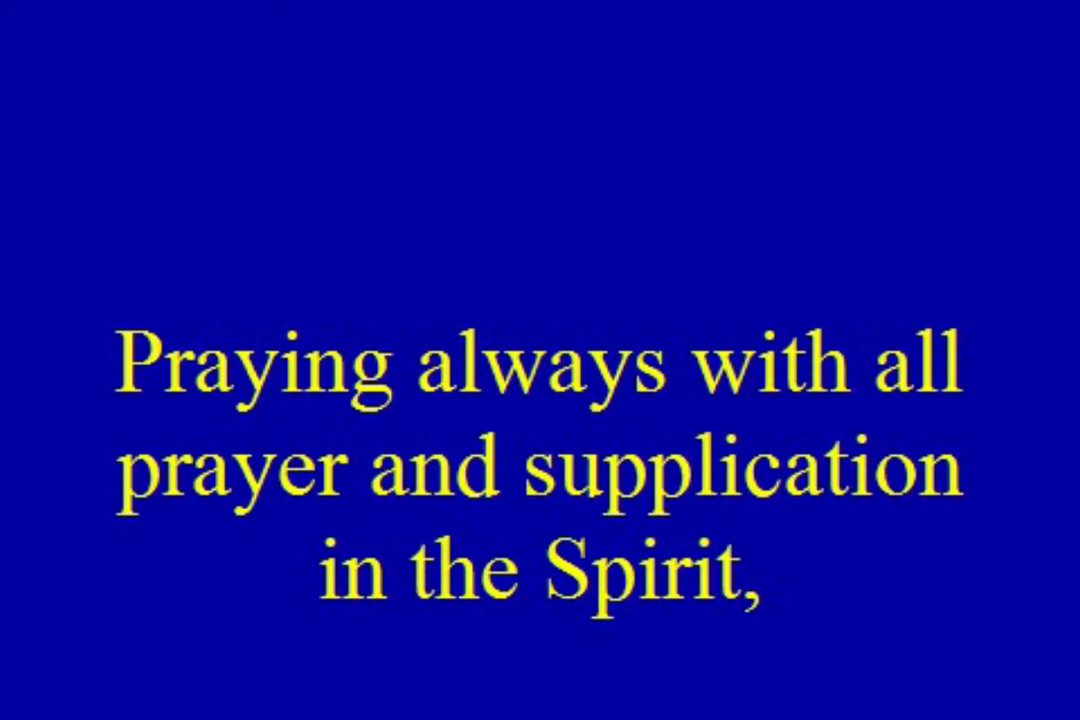 Praying always with all
prayer and supplication
in the Spirit,